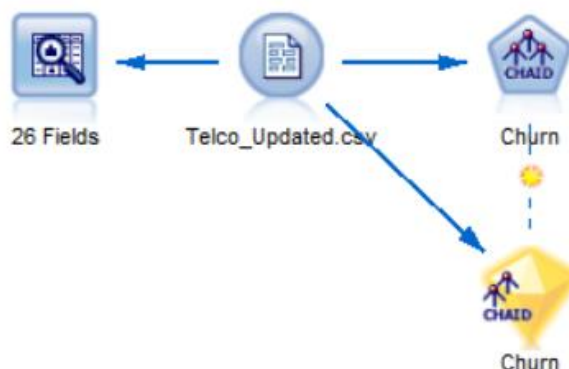 CHAID
26 Fields
Telco_Updated.csv
Churn
CHAID
Churn